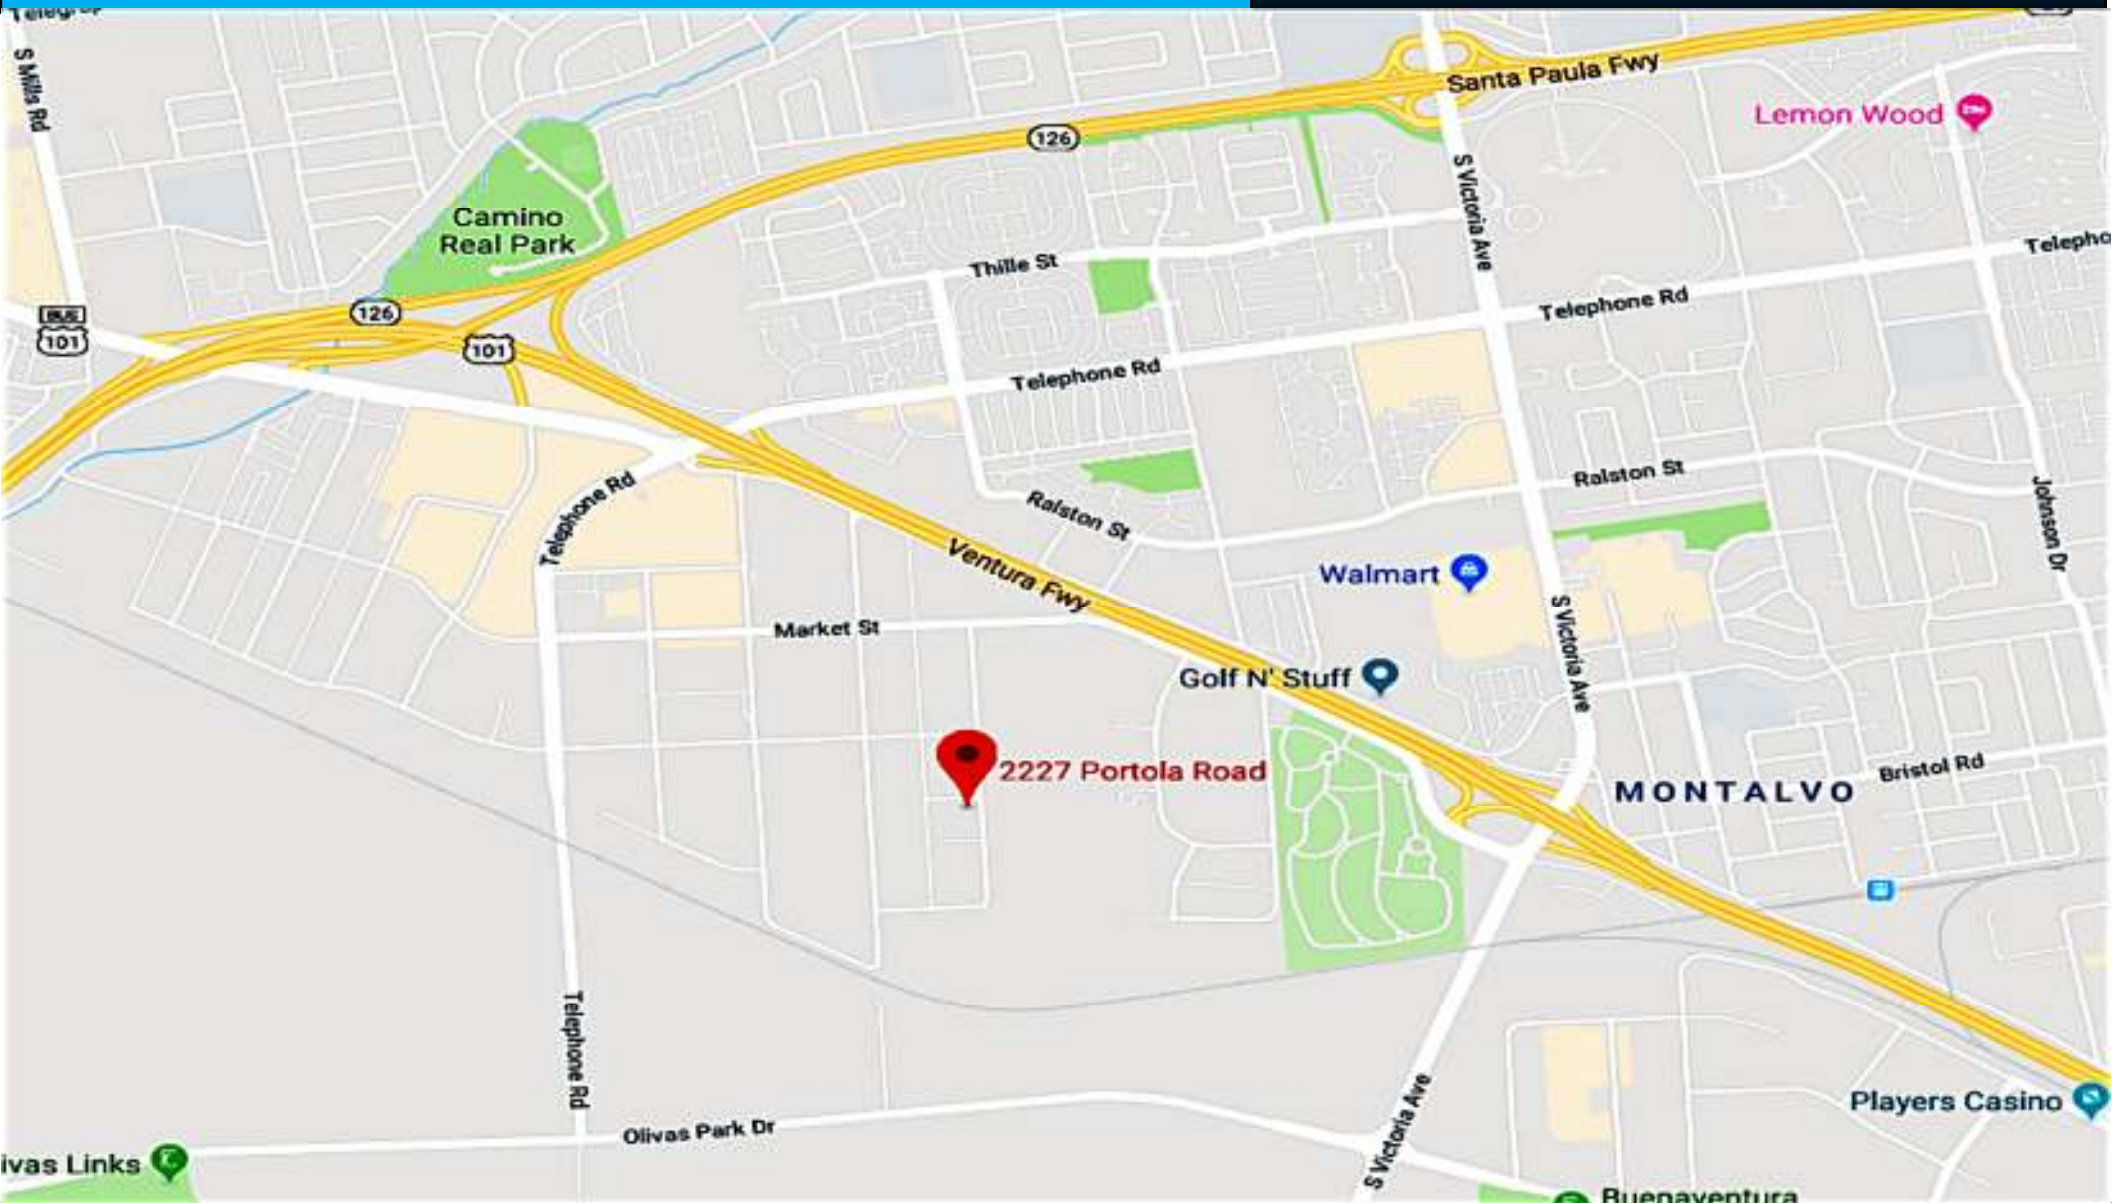 S Mills Rd
Santa Paula Fwy
Lemon Wood
126
S Victoria Ave
Camino
Real Park
Telepho
Thille St
Telephone Rd
126
BUS
101
101
Telephone Rd
Ralston St
Telephone Rd
Ralston St
Johnson Dr
Ventura Fwy
Walmart
S Victoria Ave
Market St
Golf N' Stuff
2227 Portola Road
Bristol Rd
MONTALVO
Telephone Rd
Players Casino
Olivas Park Dr
S Victoria Ave
ivas Links
Buenaventura